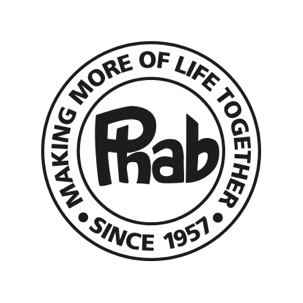 MAKING MORE OF LIFE TOGETHER
Phab
• SINCE 1957 •